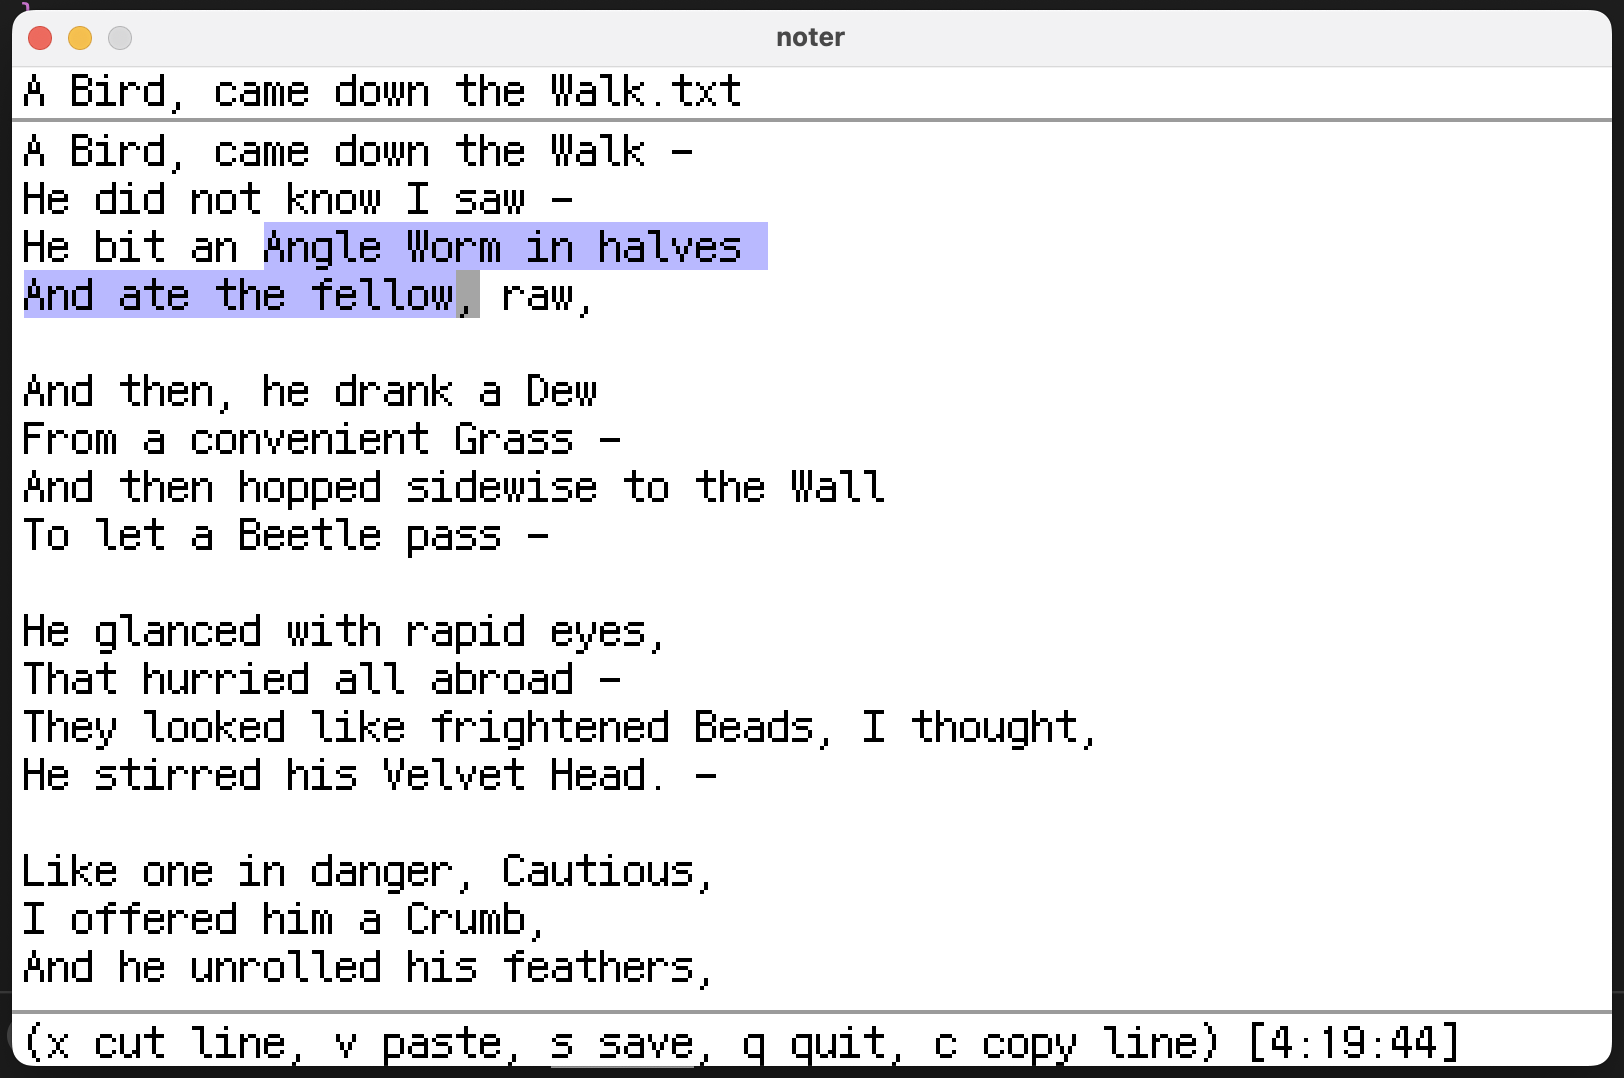 noter
A Bird, came down the Walk.txt
A Bird, came down the Walk –
He did not know I saw –
He bit an Angle Worm in halves
And ate the fellow, raw,
And then, he drank a Dew
From a convenient Grass –
And then hopped sidewise to the Wall
To let a Beetle pass –
He glanced with rapid eyes,
That hurried all abroad –
They looked like frightened Beads, I thought,
He stirred his Velvet Head. –
Like one in danger, Cautious,
I offered him a Crumb,
And he unrolled his feathers,
(x cut line, v paste, s save, q quit, c copy line) [4:19:44]